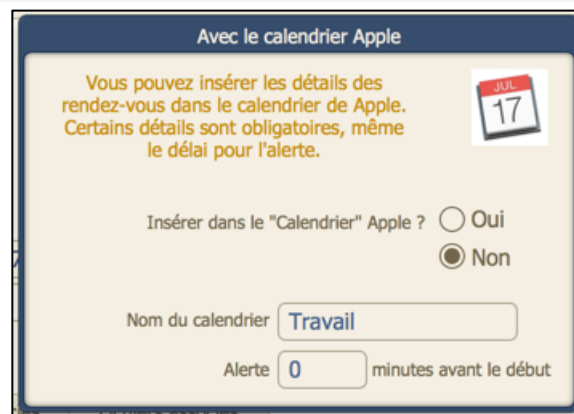 Avec le calendrier Apple
Vous pouvez insérer les détails des
rendez-vous dans le calendrier de Apple.
Certains détails sont obligatoires, même
le délai pour l'alerte.
JUL
17
Insérer dans le "Calendrier" Apple ? Oui
Non
Nom du calendrier Travail
Alerte 0 minutes avant le début